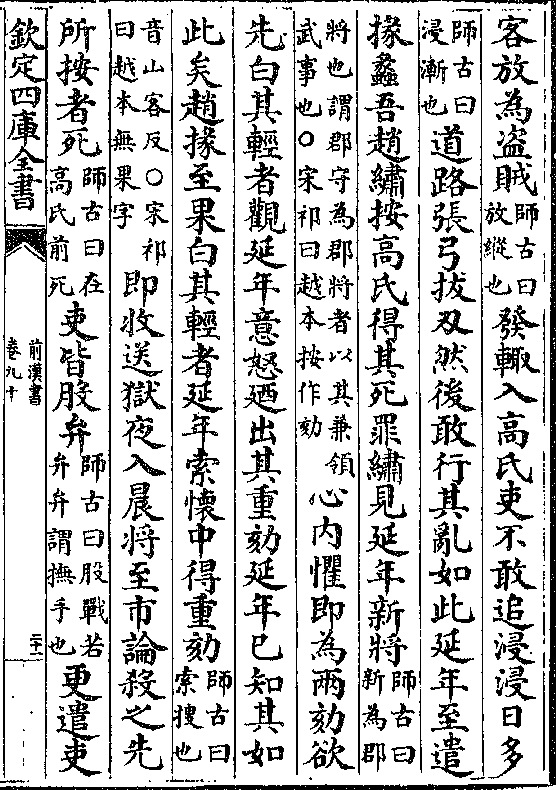 客放為盜賊師古曰放縱也發輙入高氏吏不敢追浸浸日多
師古曰浸漸也道路張弓拔刄然後敢行其亂如此延年至遣
掾蠡吾趙繡按高氏得其死罪繡見延年新將師古曰新為郡
將也謂郡守為郡將者以其兼領武事也○宋祁曰越本按作劾心内懼即為兩劾欲
先白其輕者觀延年意怒廼出其重劾延年已知其如
此矣趙掾至果白其輕者延年索懷中得重劾師古曰索搜也
音山客反○宋祁曰越本無果字即收送獄夜入晨將至市論殺之先
所按者死師古曰在高氏前死吏皆股弁師古曰股戰若弁弁謂撫手也更遣吏
欽定四庫全書
前漢書
卷九十
二十一